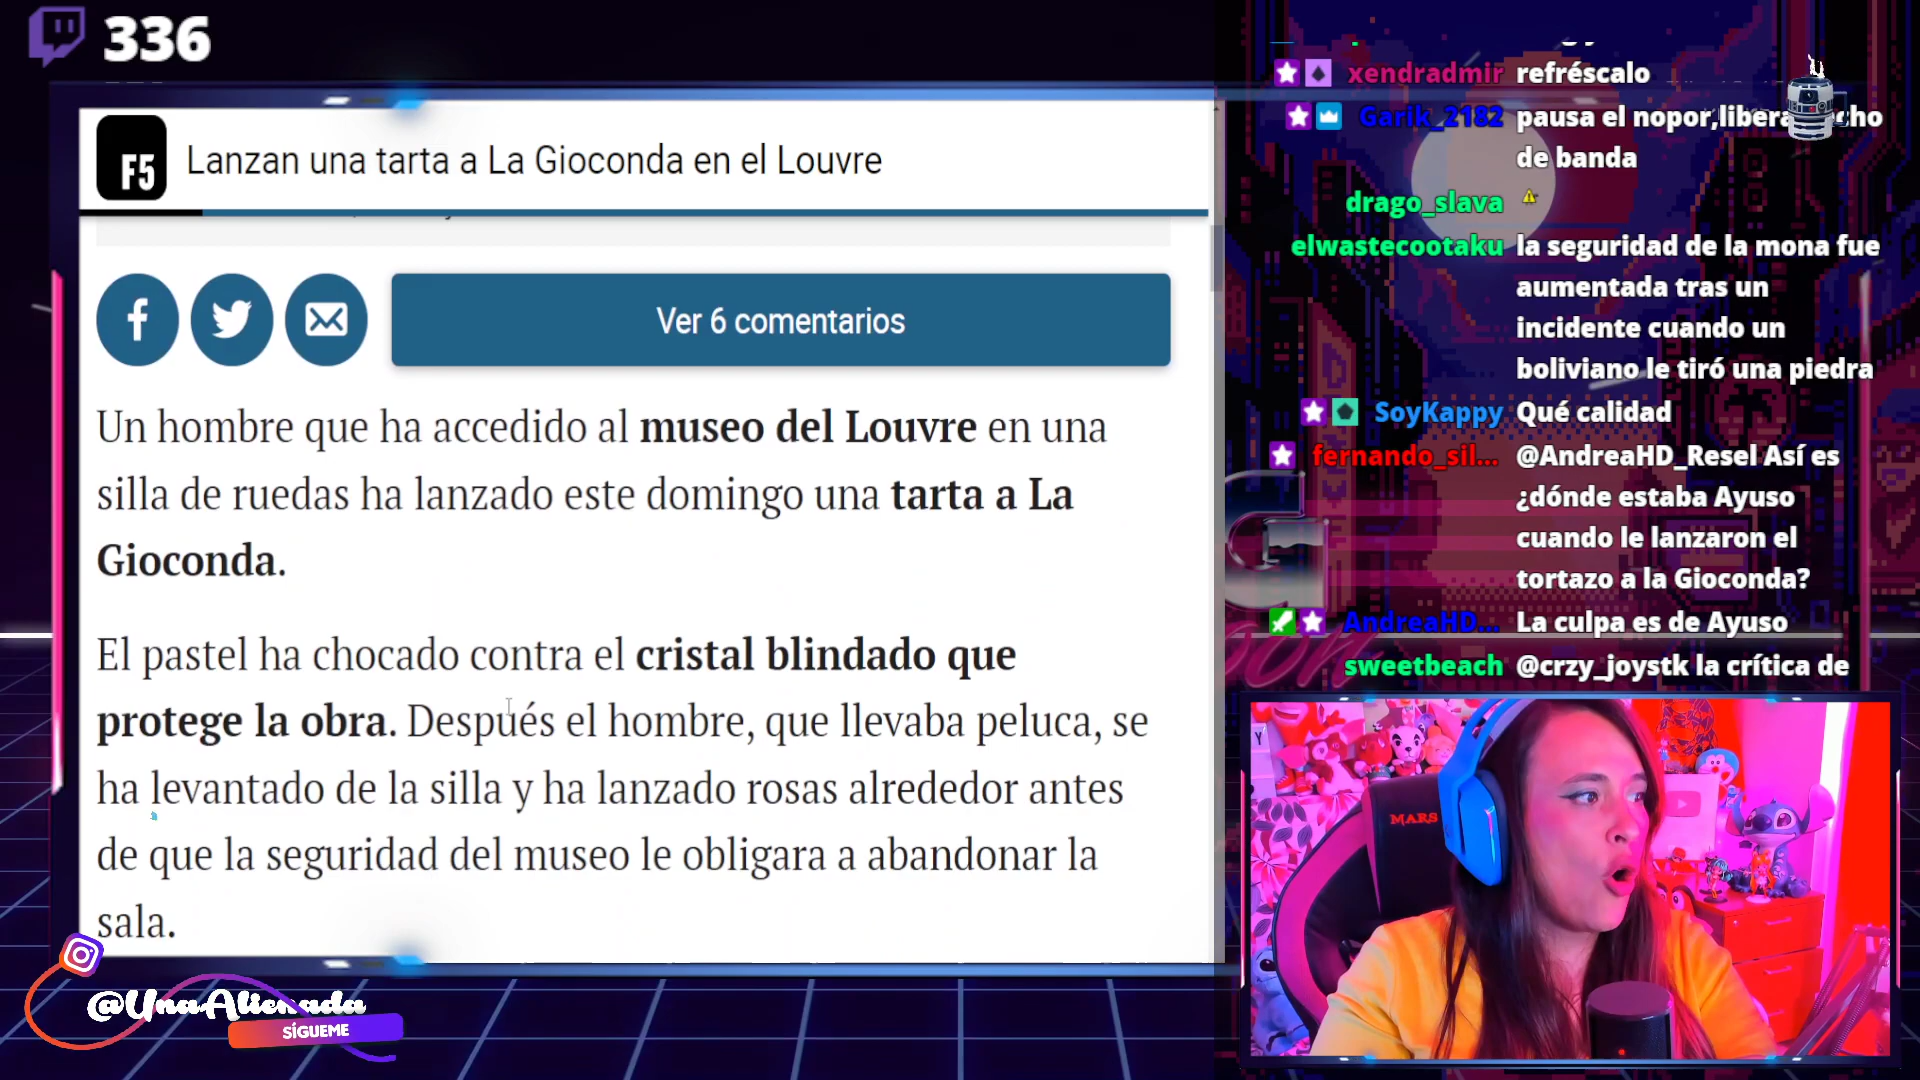 336
F5
Lanzan una tarta a La Gioconda en el Louvre
Ver 6 comentarios
Un hombre que ha accedido al museo del Louvre en una
silla de ruedas ha lanzado este domingo una tarta a La
Gioconda.
El pastel ha chocado contra el cristal blindado que
protege la obra. Después el hombre, que llevaba peluca, se
ha levantado de la silla y ha lanzado rosas alrededor antes
de que la seguridad del museo le obligara a abandonar la
sala.
@UnaAlienada
SÍGUEME
xendradmir refréscalo
Garik_2182 pausa el nopor,libera cho
de banda
drago_slava
elwastecootaku la seguridad de la mona fue
aumentada tras un
incidente cuando un
boliviano le tiró una piedra
SoyKappy Qué calidad
fernando_sil... @AndreaHD_Resel Así es
¿dónde estaba Ayuso
cuando le lanzaron el
tortazo a la Gioconda?
AndreaHD... La culpa es de Ayuso
sweetbeach @crzy_joystk la crítica de
MARS